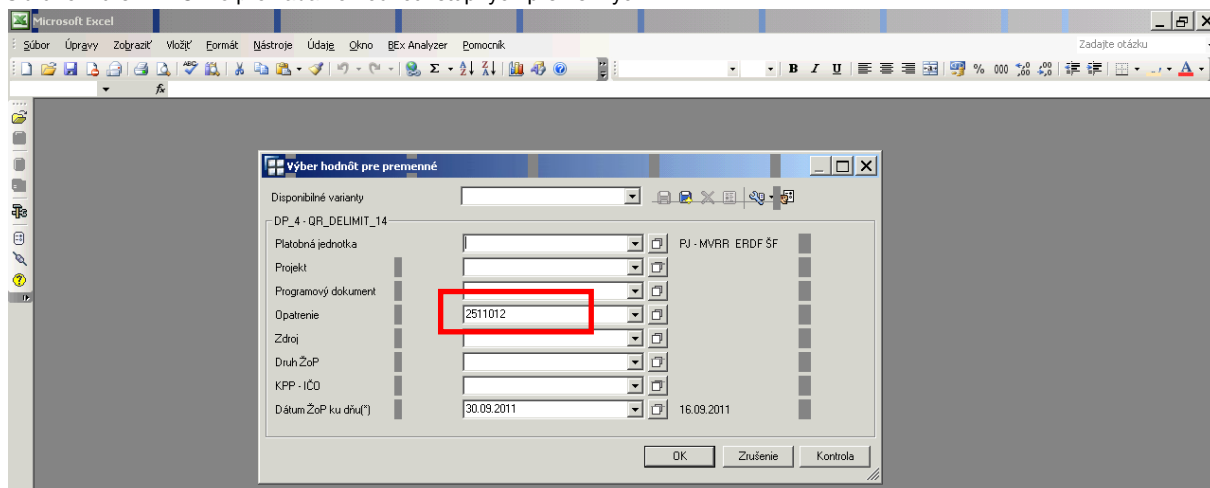 Microsoft Excel
Súbor Úpravy Zobraziť Vložiť Formát Nástroje Údaje Okno BEx Analyzer Pomocník Zadajte otázku
Σ B I U % 000
fx
Výber hodnôt pre premenné
Disponibilné varianty
DP_4 - QR_DELIMIT_14
Platobná jednotka PJ - MVRR ERDF ŠF
Projekt
Programový dokument
Opatrenie 2511012
Zdroj
Druh ŽoP
KPP - IČO
Dátum ŽoP ku dňu(*) 30.09.2011 16.09.2011
OK Zrušenie Kontrola